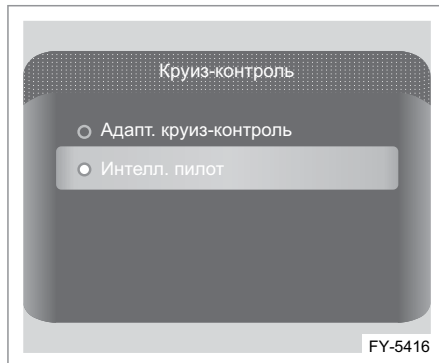 Круиз-контроль
Адапт. круиз-контроль
Интелл. пилот
FY-5416